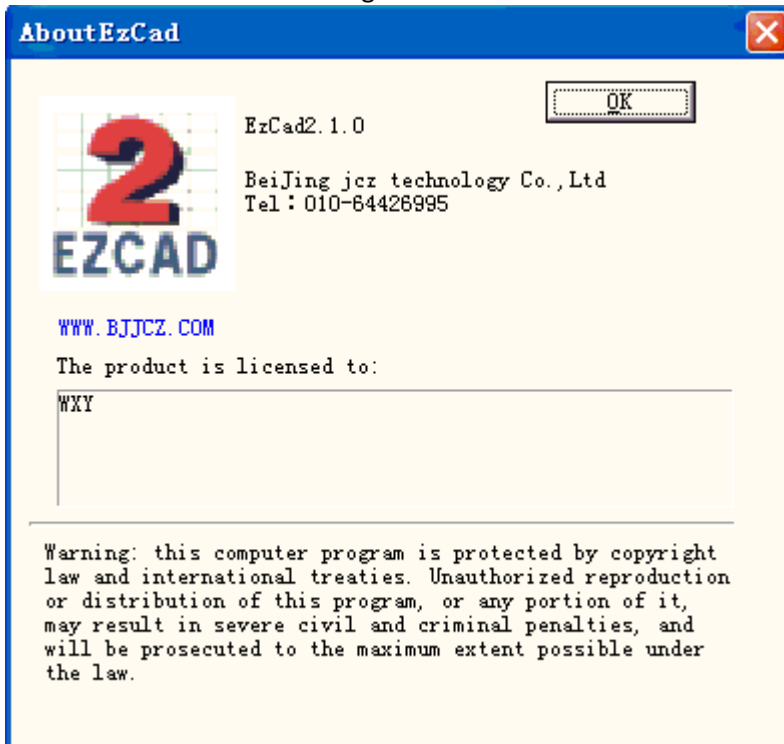 AboutEzCad
OK
EzCad2.1.0
BeiJing jcz technology Co.,Ltd
Tel：010-64426995
2
EZCAD
WWW.BJJCZ.COM
The product is licensed to:
WXY
Warning: this computer program is protected by copyright
law and international treaties. Unauthorized reproduction
or distribution of this program, or any portion of it,
may result in severe civil and criminal penalties, and
will be prosecuted to the maximum extent possible under
the law.